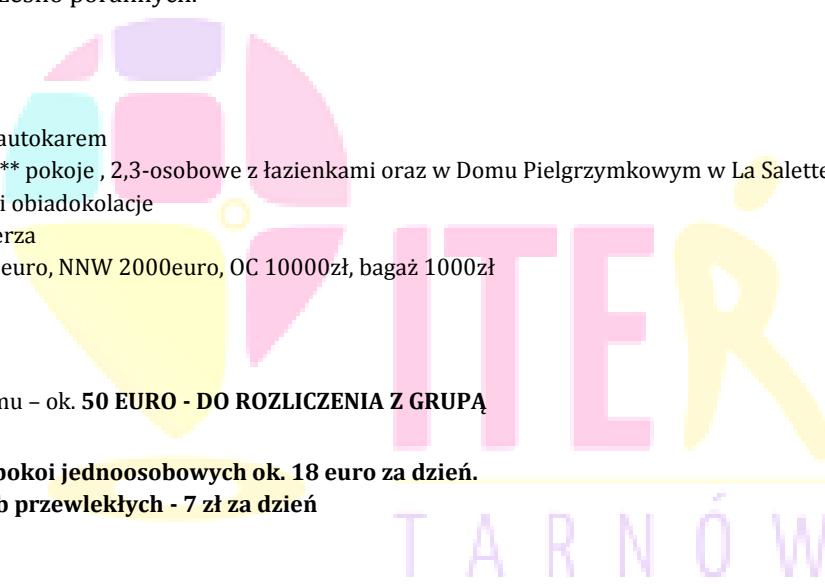 autokarem
** pokoje , 2,3-osobowe z łazienkami oraz w Domu Pielgrzymkowym w La Salette
i obiadokolacje
erza
euro, NNW 2000euro, OC 10000zł, bagaż 1000zł
mu – ok. 50 EURO - DO ROZLICZENIA Z GRUPĄ
pokoi jednoosobowych ok. 18 euro za dzień.
b przewlekłych - 7 zł za dzień
ITER
TARNÓW